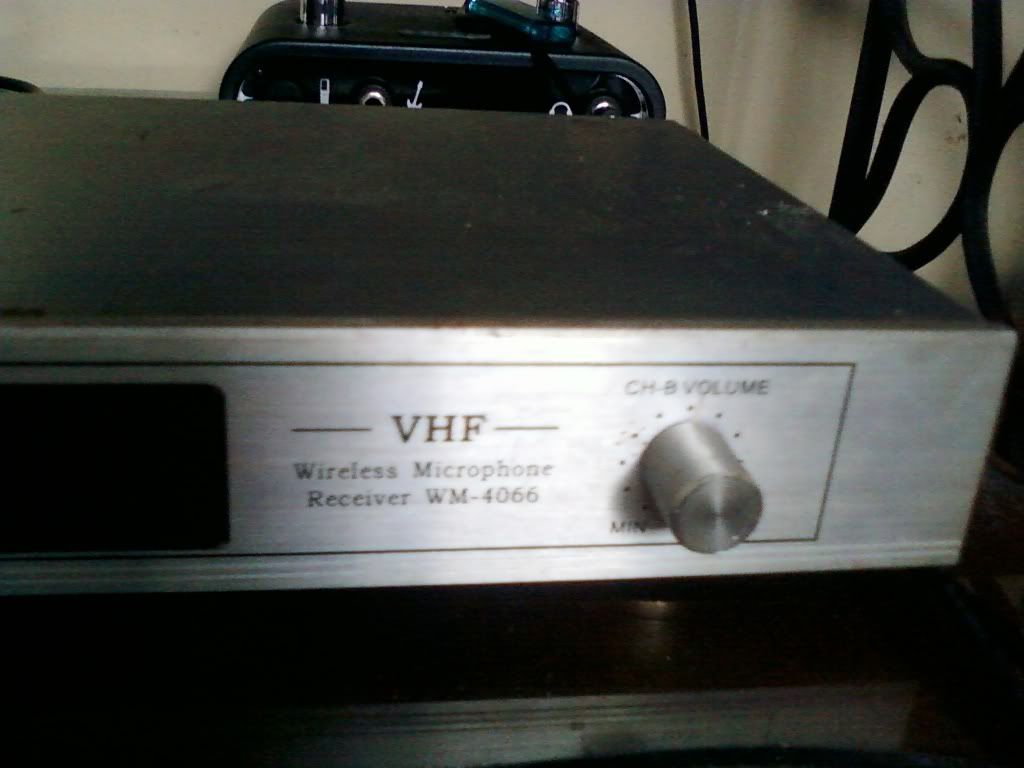 VHF
Wireless Microphone
Receiver WM-4066
CH-B VOLUME
MIN